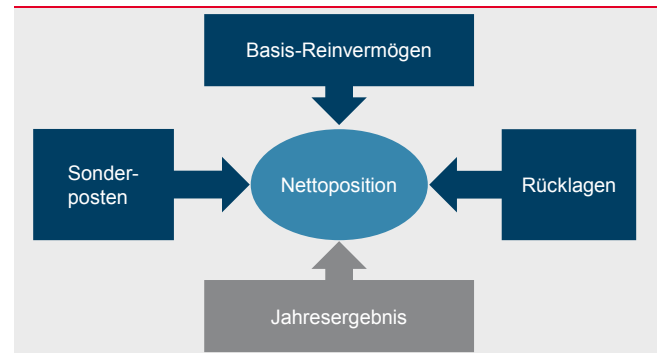 Basis-Reinvermögen
Sonder-
posten
Nettoposition
Rücklagen
Jahresergebnis